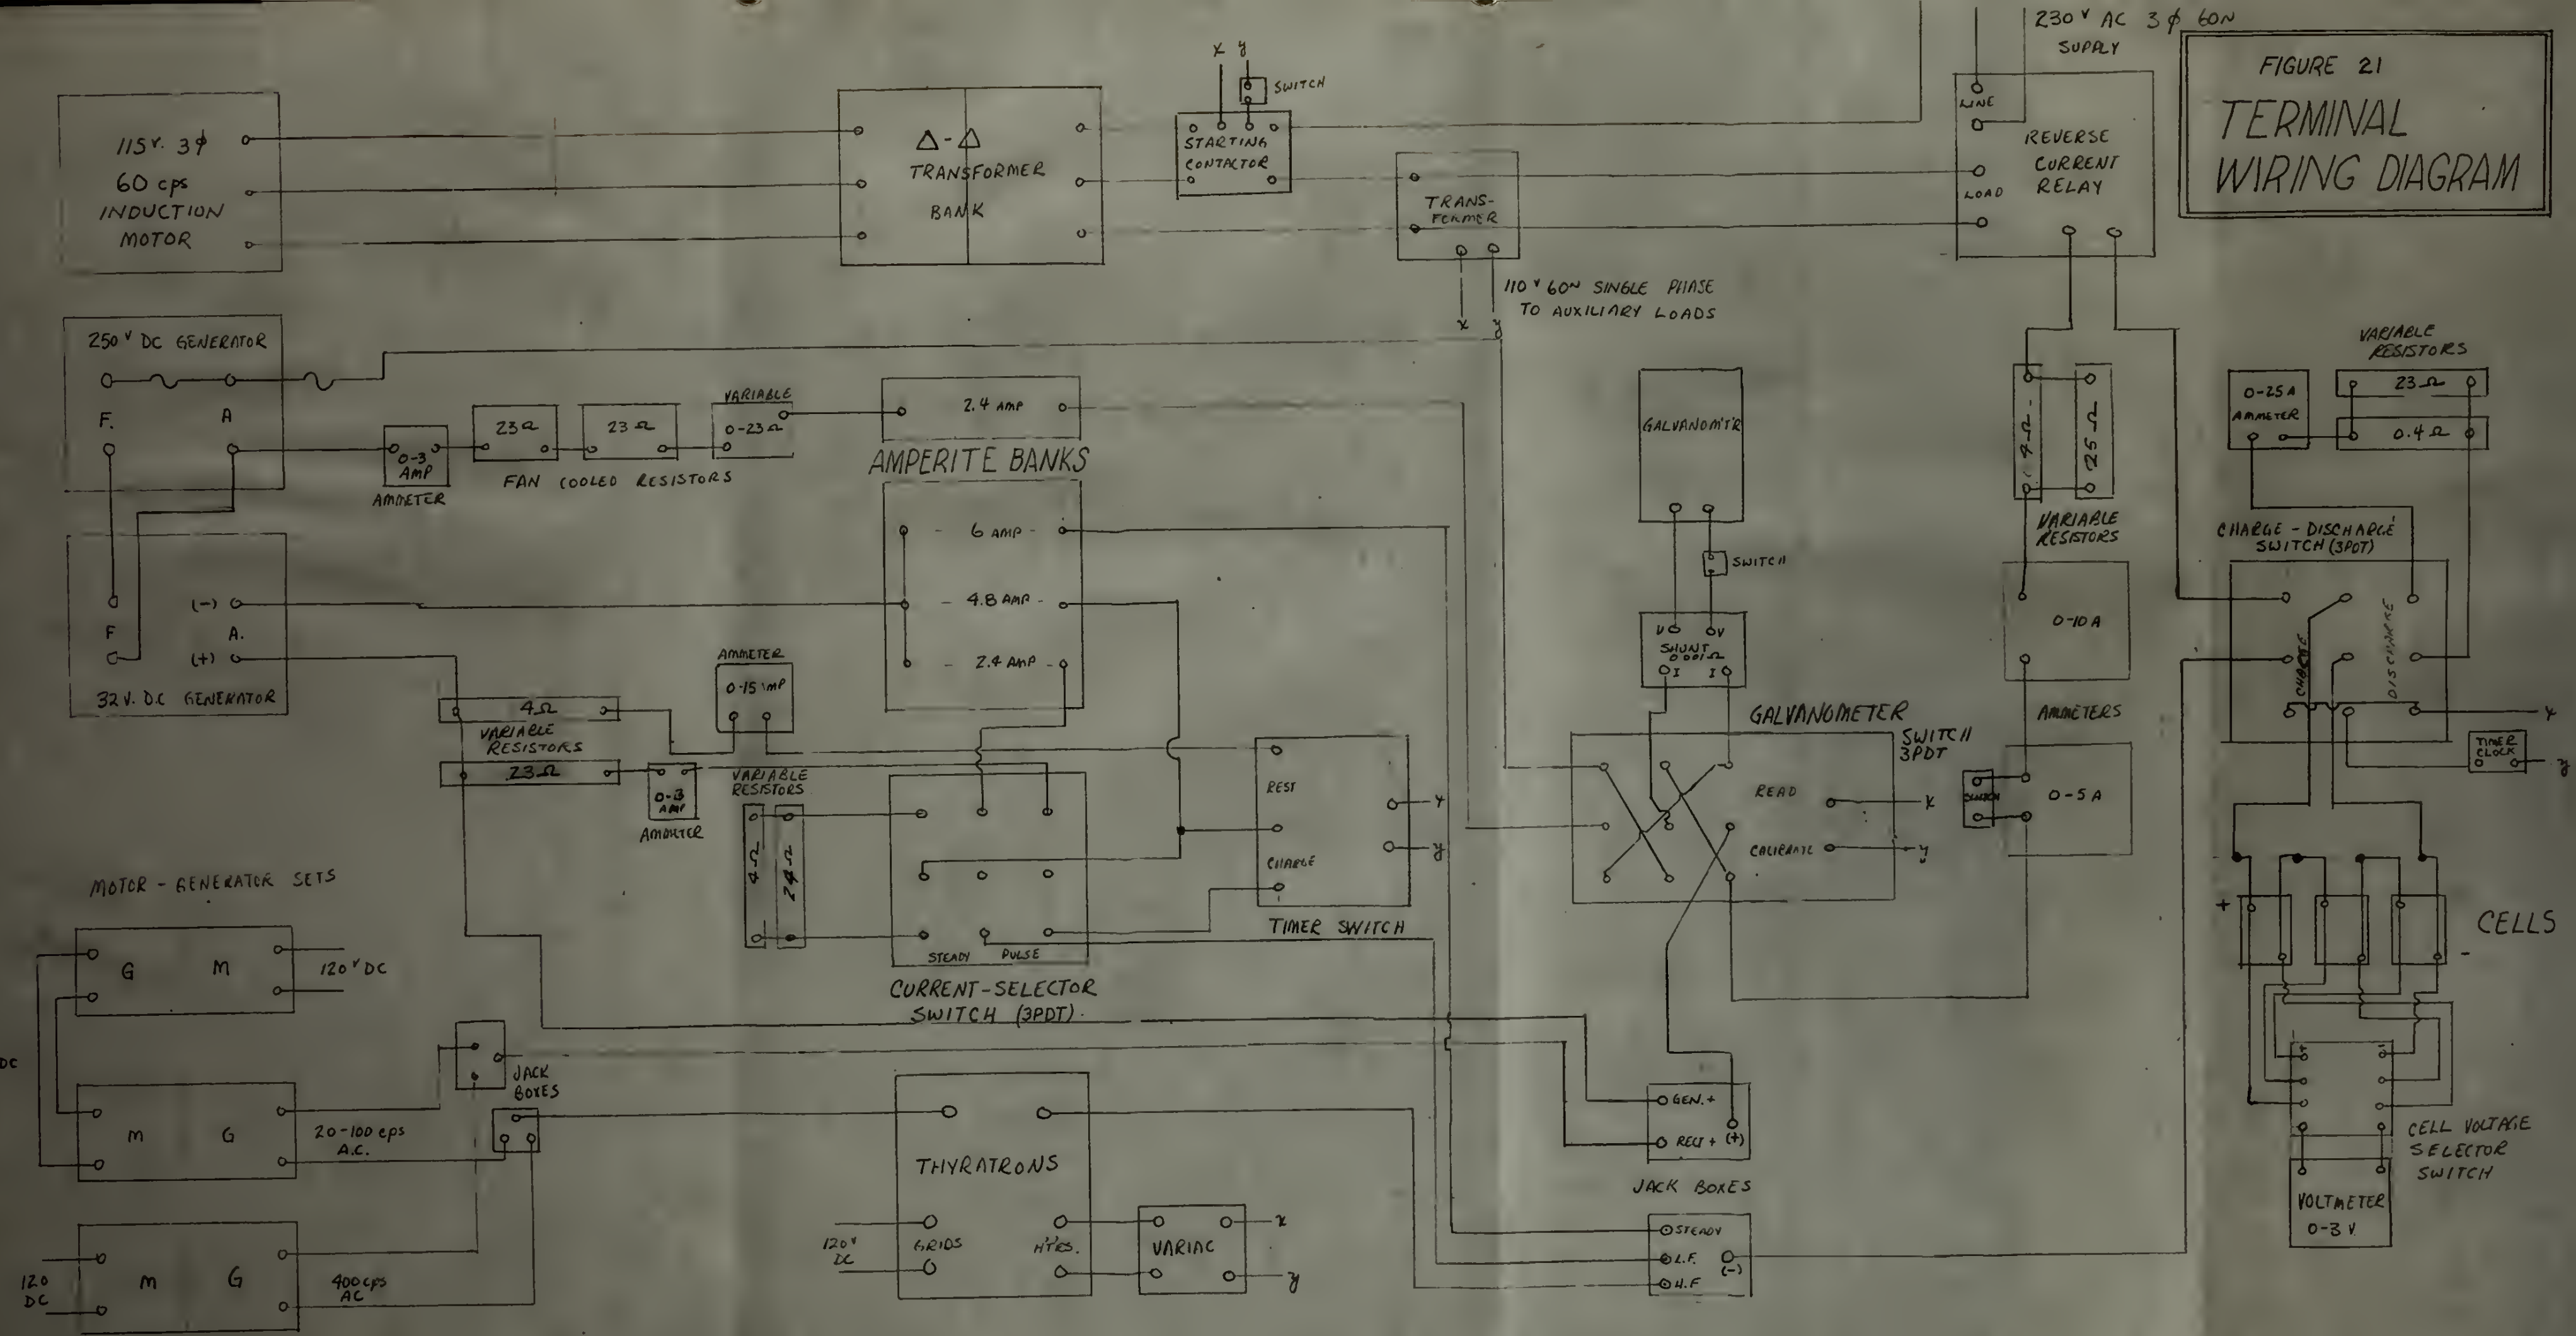 230V AC 3φ 60~
SUPPLY
FIGURE 21
TERMINAL
WIRING DIAGRAM
115V. 3φ
60 cps
INDUCTION
MOTOR
Δ-Δ
TRANSFORMER
BANK
x y
SWITCH
STARTING
CONTACTOR
TRANS-
FORMER
x y
110V 60~ SINGLE PHASE
TO AUXILIARY LOADS
LINE
LOAD
REVERSE
CURRENT
RELAY
250V DC GENERATOR
F. A
0-3
AMP
AMMETER
23Ω
23Ω
FAN COOLED RESISTORS
VARIABLE
0-23Ω
2.4 AMP
AMPERITE BANKS
- 6 AMP -
- 4.8 AMP -
- 2.4 AMP -
(-)
F A.
(+)
32V. DC GENERATOR
4Ω
VARIABLE
RESISTORS
23Ω
AMMETER
0-15 AMP
0-3
AMP
AMMETER
VARIABLE
RESISTORS
4Ω
24Ω
STEADY PULSE
CURRENT-SELECTOR
SWITCH (3PDT).
REST
CHARGE
x
y
TIMER SWITCH
GALVANOM'T'R
SWITCH
V V
SHUNT
0.001Ω
I I
GALVANOMETER
SWITCH
3PDT
READ
CALIBRATE
x
y
4Ω
25Ω
VARIABLE
RESISTORS
0-10A
AMMETERS
0-5A
VARIABLE
RESISTORS
0-25A
AMMETER
23Ω
0.4Ω
CHARGE-DISCHARGE
SWITCH (3PDT)
CHARGE
DISCHARGE
x
TIMER
CLOCK
y
+
-
CELLS
+ -
CELL VOLTAGE
SELECTOR
SWITCH
VOLTMETER
0-3 V.
MOTOR-GENERATOR SETS
G M
120V DC
DC
M G
20-100 cps
A.C.
JACK
BOXES
120
DC
M G
400 cps
AC
THYRATRONS
120V
DC
GRIDS
HTRS.
VARIAC
x
y
GEN. +
RECT + (+)
JACK BOXES
STEADY
L.F.
(-)
H.F